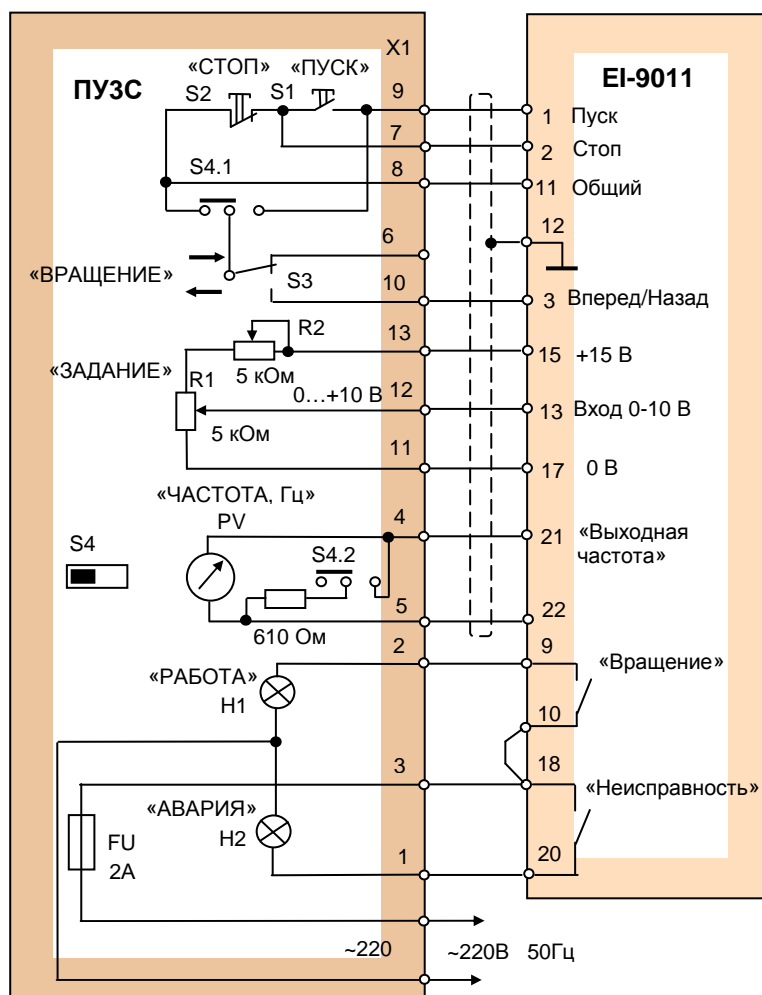 X1
ПУ3С
EI-9011
«СТОП» «ПУСК»
S2 S1 9
1 Пуск
7
2 Стоп
S4.1 8
11 Общий
12
6
«ВРАЩЕНИЕ»
S3
10
3 Вперед/Назад
R2 13
15 +15 В
«ЗАДАНИЕ»
5 кОм
R1 0...+10 В 12
13 Вход 0-10 В
5 кОм
11
17 0 В
«ЧАСТОТА, Гц»
PV 4
21 «Выходная
частота»
S4
S4.2
5
22
610 Ом
2 9
«РАБОТА» «Вращение»
H1
10
3 18
«Неисправность»
«АВАРИЯ»
FU H2
2А
1 20
~220 ~220В 50Гц